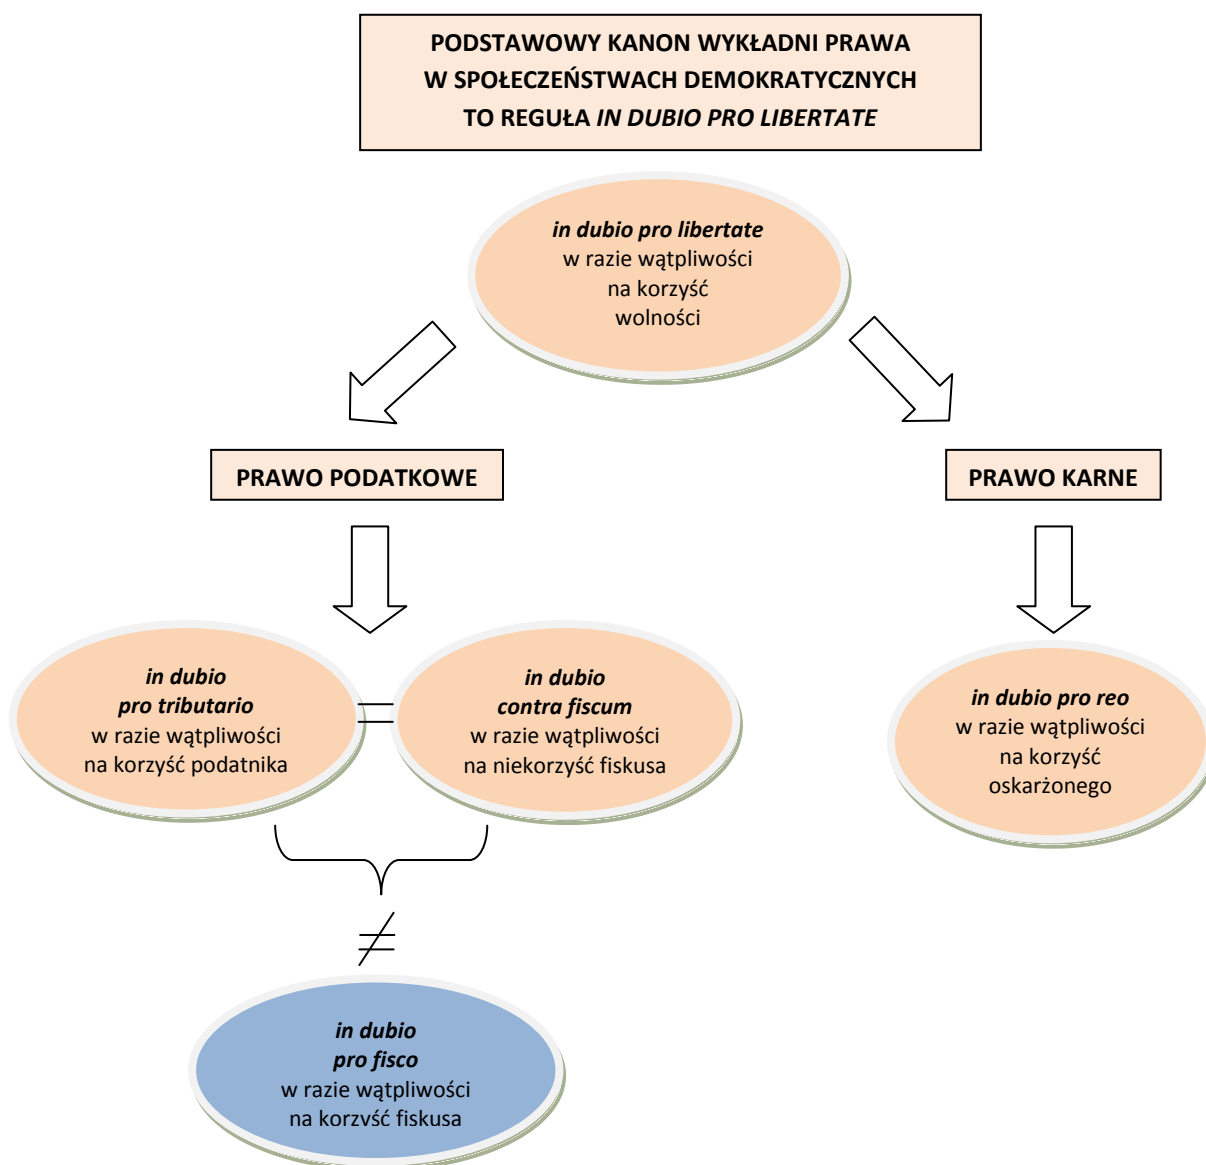 PODSTAWOWY KANON WYKŁADNI PRAWA
W SPOŁECZEŃSTWACH DEMOKRATYCZNYCH
TO REGUŁA IN DUBIO PRO LIBERTATE
in dubio pro libertate
w razie wątpliwości
na korzyść
wolności
PRAWO PODATKOWE
PRAWO KARNE
in dubio
pro tributario
w razie wątpliwości
na korzyść podatnika
=
in dubio
contra fiscum
w razie wątpliwości
na niekorzyść fiskusa
in dubio pro reo
w razie wątpliwości
na korzyść
oskarżonego
≠
in dubio
pro fisco
w razie wątpliwości
na korzyść fiskusa